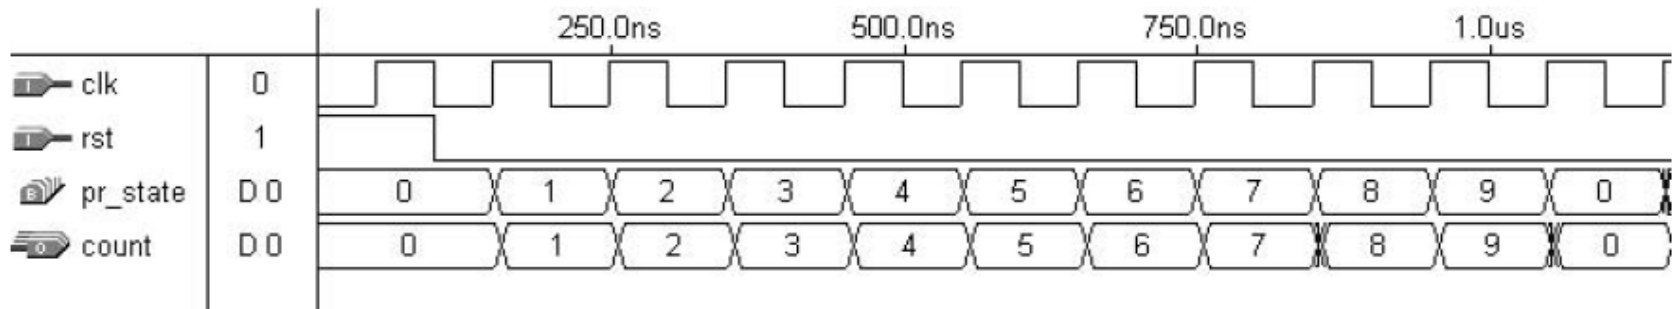 250.0ns 500.0ns 750.0ns 1.0us
I clk 0
I rst 1
B pr_state D 0 0 1 2 3 4 5 6 7 8 9 0
O count D 0 0 1 2 3 4 5 6 7 8 9 0